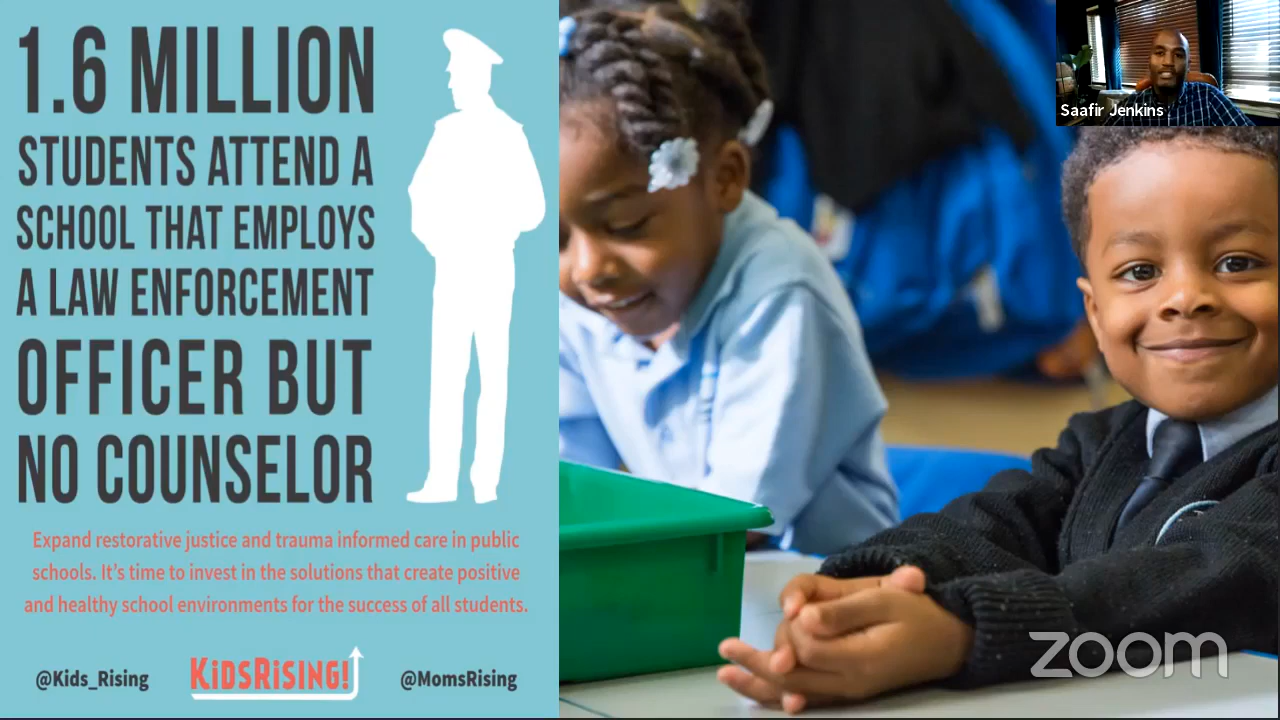 1.6 MILLION
STUDENTS ATTEND A
SCHOOL THAT EMPLOYS
A LAW ENFORCEMENT
OFFICER BUT
NO COUNSELOR
Expand restorative justice and trauma informed care in public
schools. It's time to invest in the solutions that create positive
and healthy school environments for the success of all students.
@Kids_Rising
KIDSRISING!
@MomsRising
Saafir Jenkins
zoom